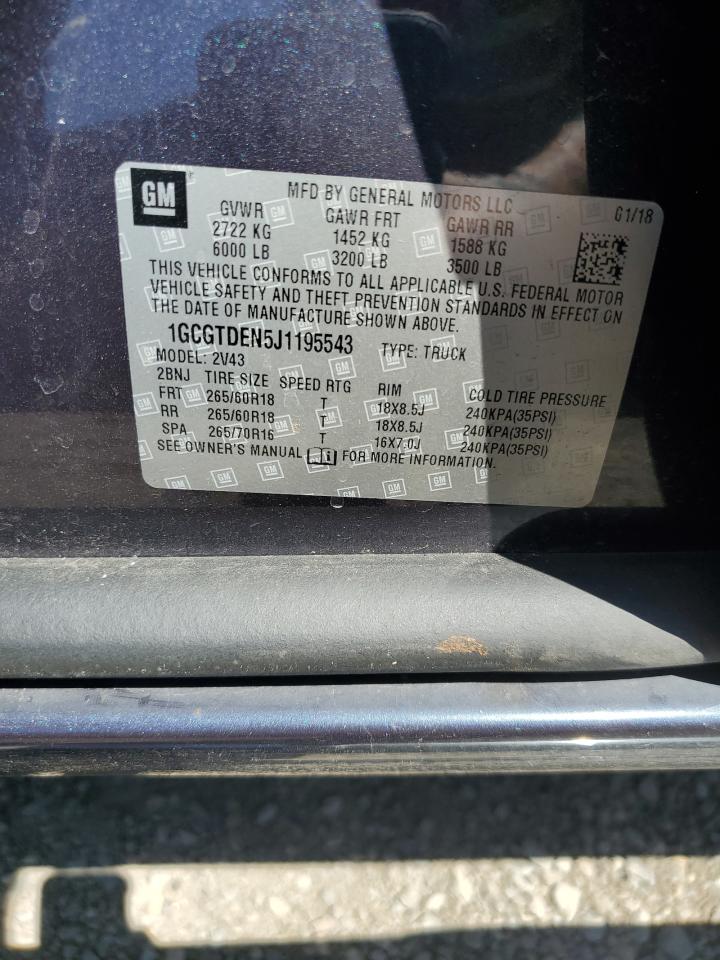 GM
MFD BY GENERAL MOTORS LLC 01/18
GVWR GAWR FRT GAWR RR
2722 KG 1452 KG 1588 KG
6000 LB 3200 LB 3500 LB
THIS VEHICLE CONFORMS TO ALL APPLICABLE U.S. FEDERAL MOTOR
VEHICLE SAFETY AND THEFT PREVENTION STANDARDS IN EFFECT ON
THE DATE OF MANUFACTURE SHOWN ABOVE.
1GCGTDEN5J1195543 TYPE: TRUCK
MODEL: 2V43
2BNJ TIRE SIZE SPEED RTG RIM COLD TIRE PRESSURE
FRT 265/60R18 T 18X8.5J 240KPA(35PSI)
RR 265/60R18 T 18X8.5J 240KPA(35PSI)
SPA 265/70R16 T 16X7.0J 240KPA(35PSI)
SEE OWNER'S MANUAL FOR MORE INFORMATION.